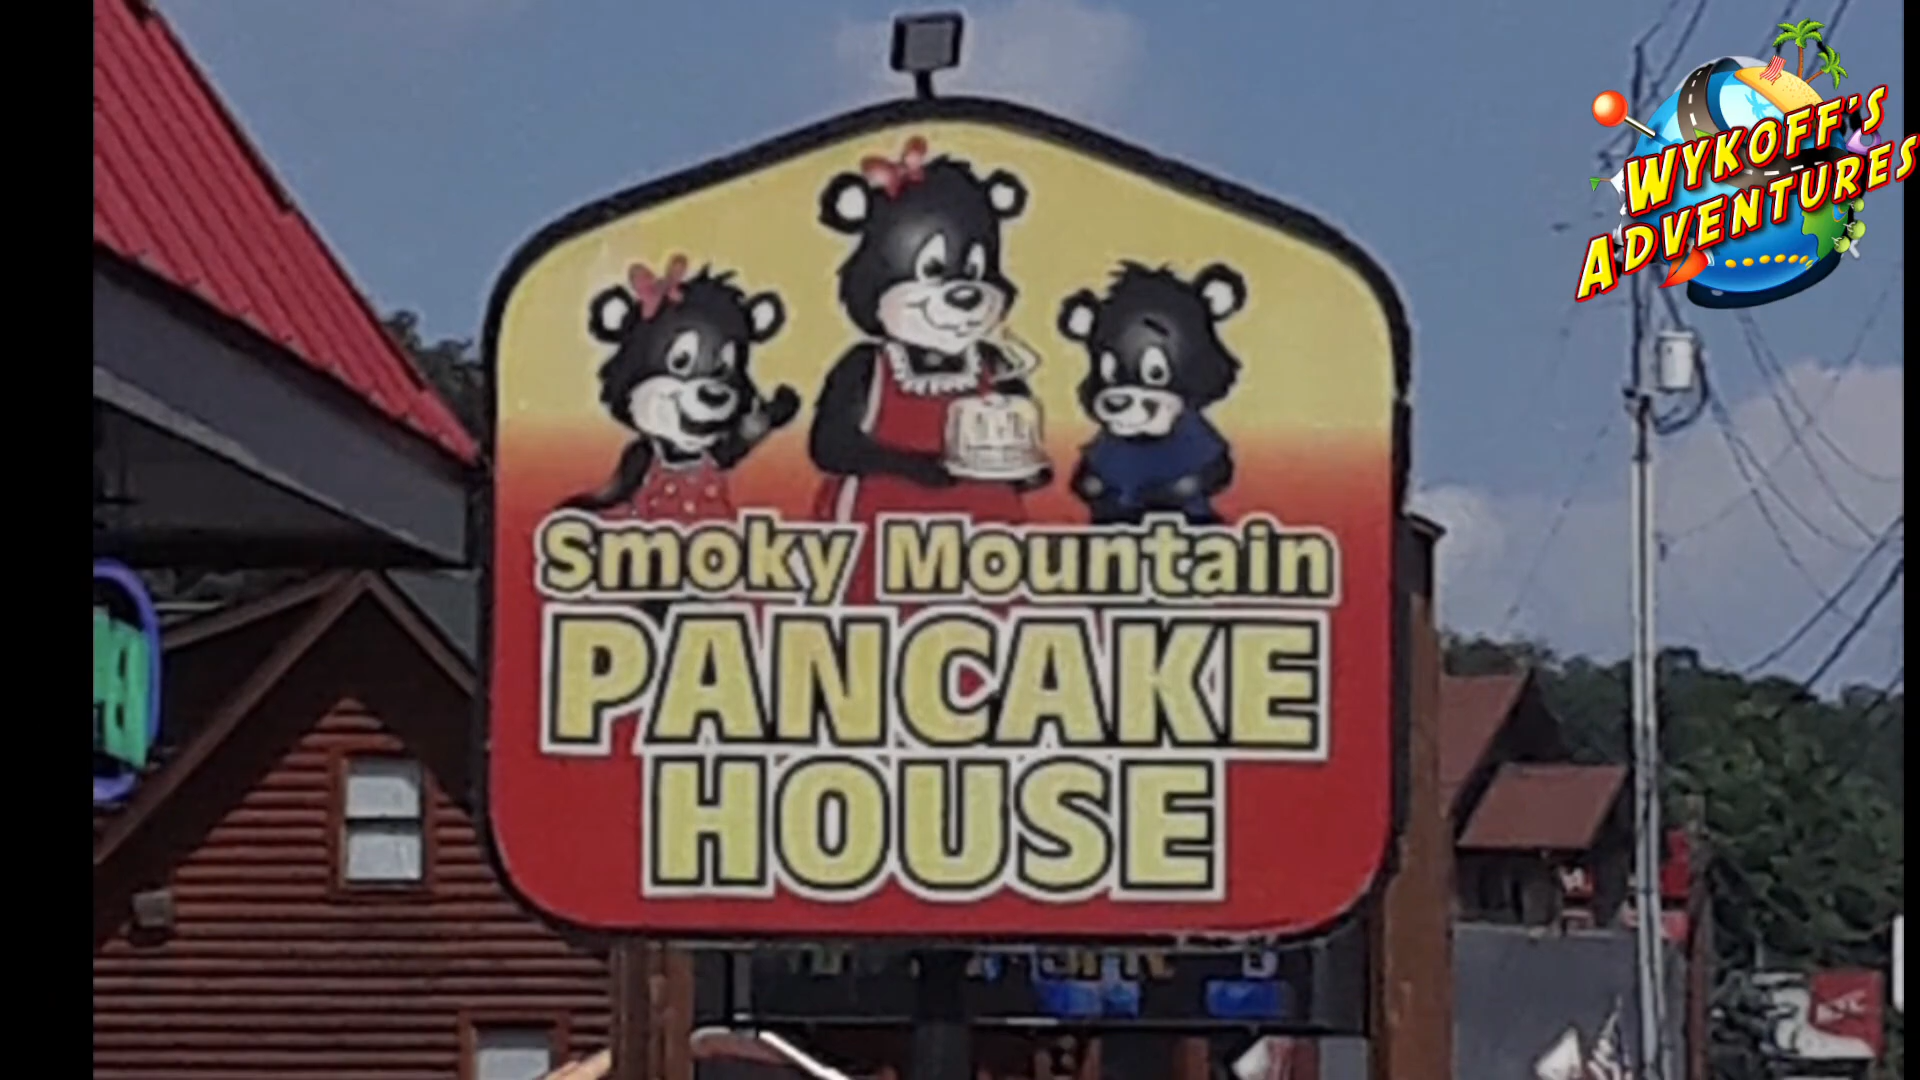 WYKOFF'S
ADVENTURES
Smoky Mountain
PANCAKE
HOUSE